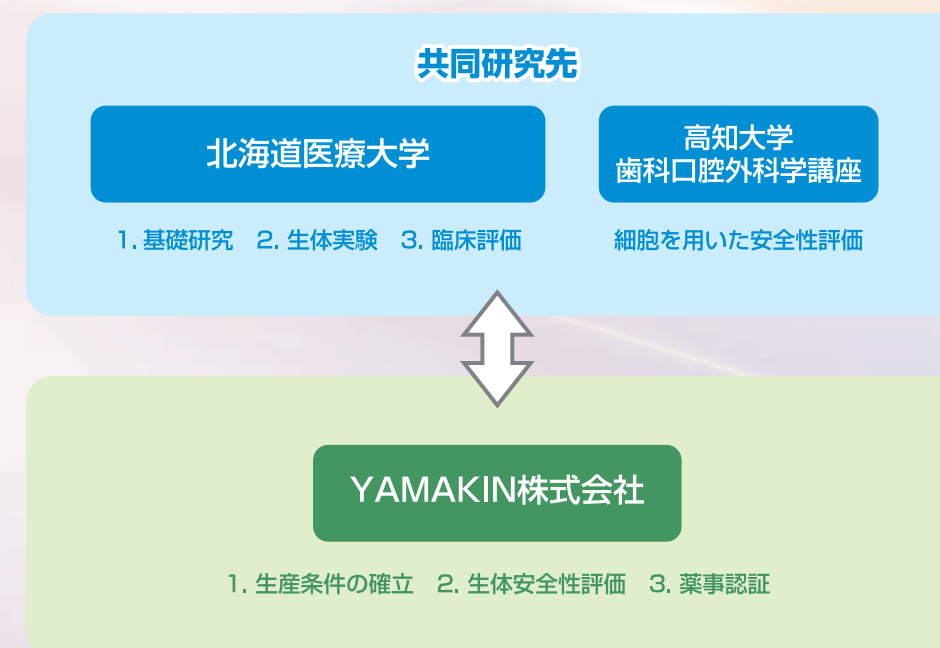 共同研究先
北海道医療大学
高知大学
歯科口腔外科学講座
1. 基礎研究　2. 生体実験　3. 臨床評価
細胞を用いた安全性評価
YAMAKIN株式会社
1. 生産条件の確立　2. 生体安全性評価　3. 薬事認証